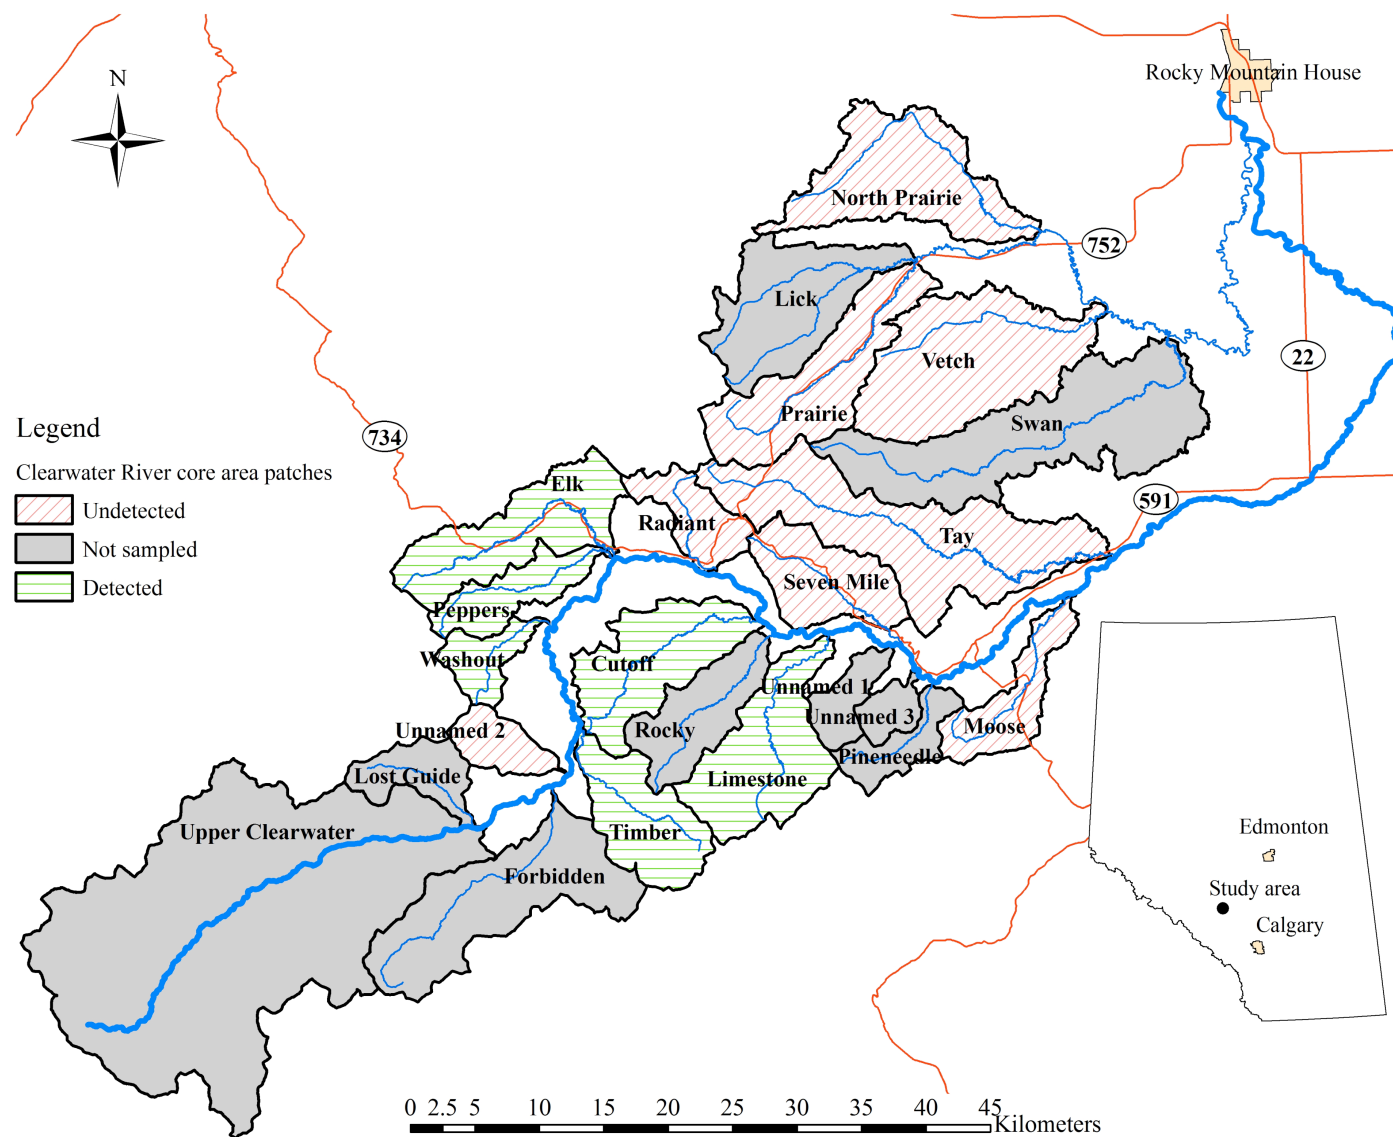 N
Rocky Mountain House
North Prairie
752
Lick
22
Vetch
Prairie
Swan
734
Legend
Clearwater River core area patches
Undetected
Not sampled
Detected
Elk
591
Radiant
Tay
Seven Mile
Peppers
Washout
Cutoff
Unnamed 1
Unnamed 3
Unnamed 2
Rocky
Moose
Pineneedle
Lost Guide
Limestone
Upper Clearwater
Timber
Forbidden
Edmonton
Study area
Calgary
0 2.5 5 10 15 20 25 30 35 40 45
Kilometers